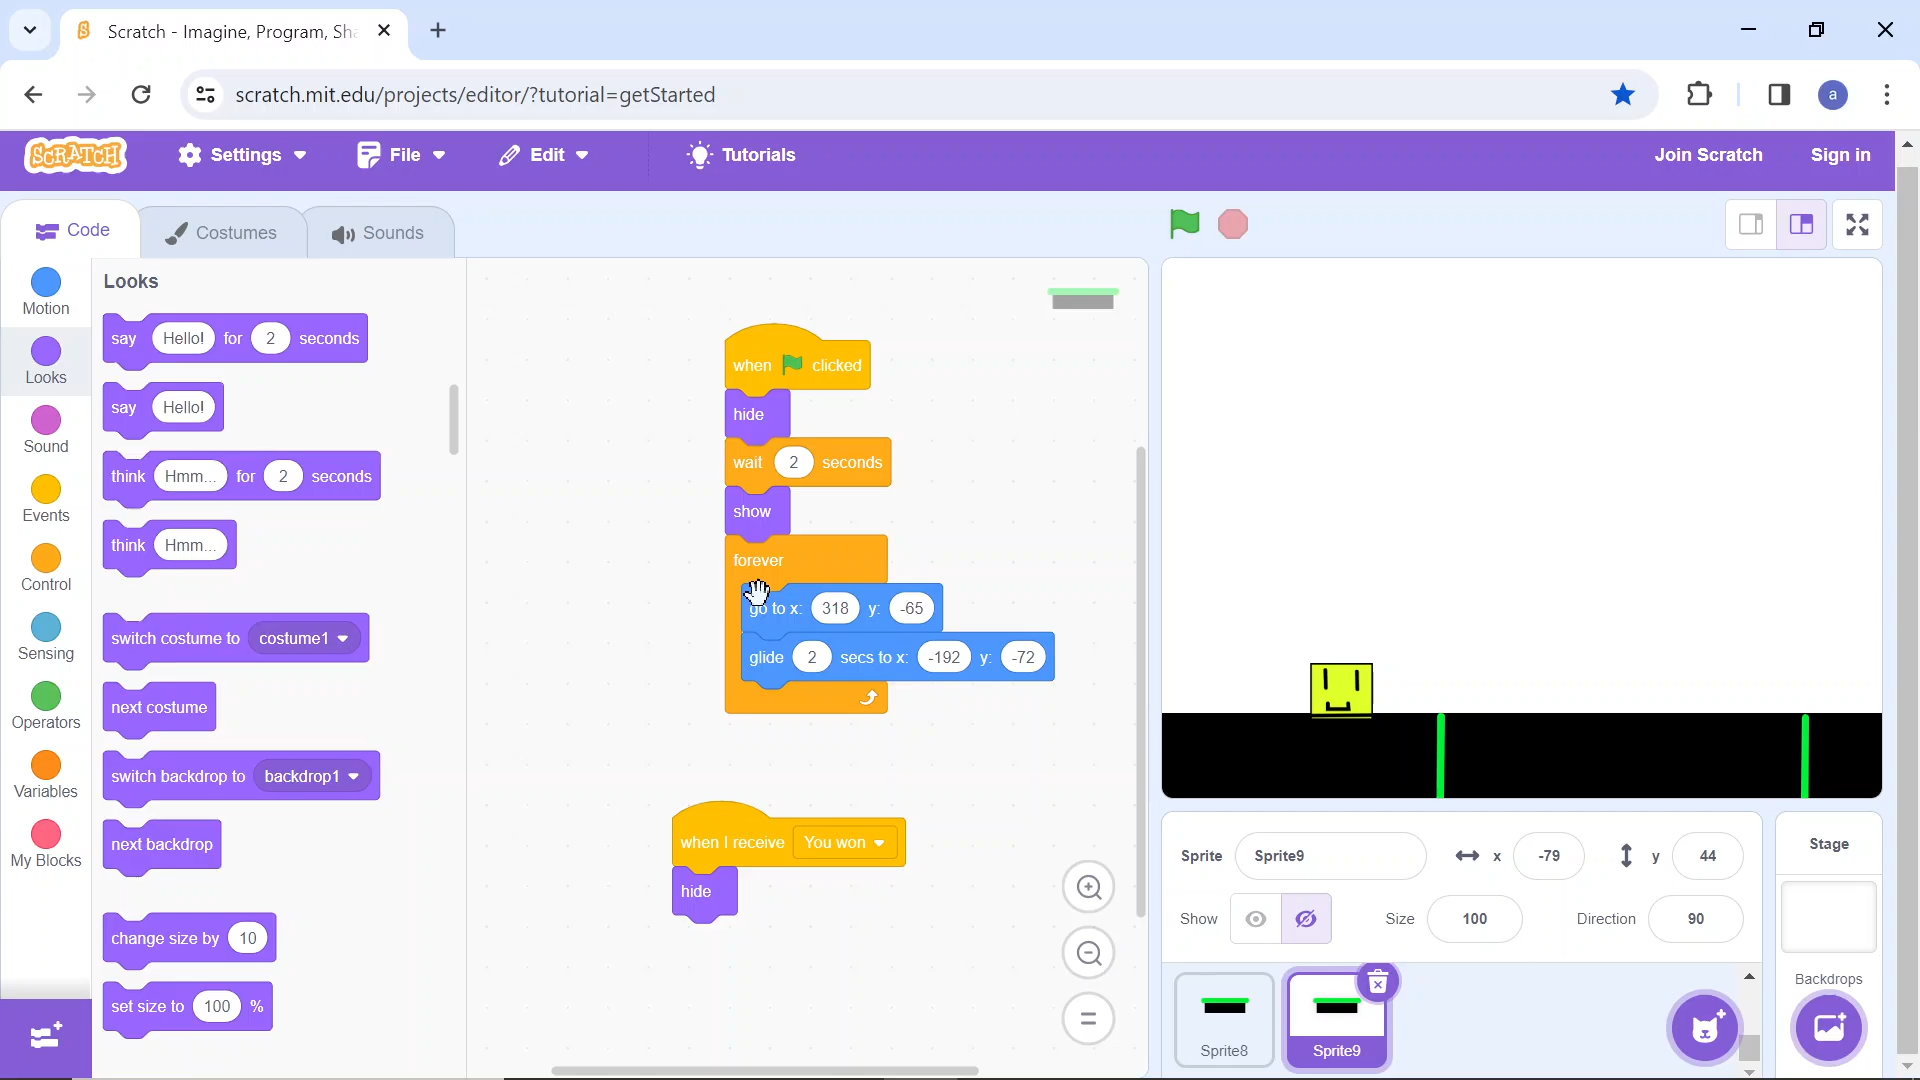 Scratch - Imagine, Program, Sha
scratch.mit.edu/projects/editor/?tutorial=getStarted
a
SCRATCH
Settings
File
Edit
Tutorials
Join Scratch
Sign in
Code
Costumes
Sounds
Motion
Looks
Sound
Events
Control
Sensing
Operators
Variables
My Blocks
Looks
say Hello! for 2 seconds
say Hello!
think Hmm... for 2 seconds
think Hmm...
switch costume to costume1
next costume
switch backdrop to backdrop1
next backdrop
change size by 10
set size to 100 %
when clicked
hide
wait 2 seconds
show
forever
go to x: 318 y: -65
glide 2 secs to x: -192 y: -72
when I receive You won
hide
Sprite Sprite9 x -79 y 44
Show Size 100 Direction 90
Sprite8
Sprite9
Stage
Backdrops